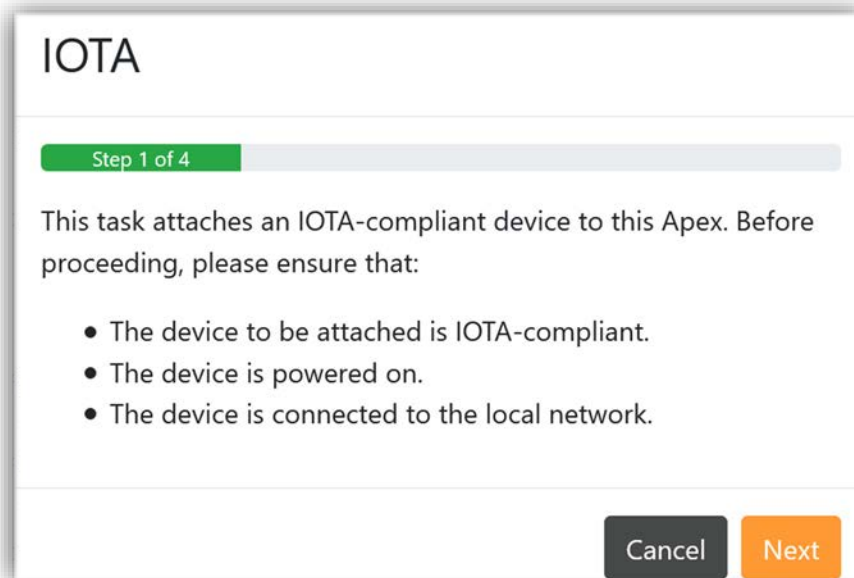 IOTA
Step 1 of 4
This task attaches an IOTA-compliant device to this Apex. Before
proceeding, please ensure that:
• The device to be attached is IOTA-compliant.
• The device is powered on.
• The device is connected to the local network.
Cancel Next